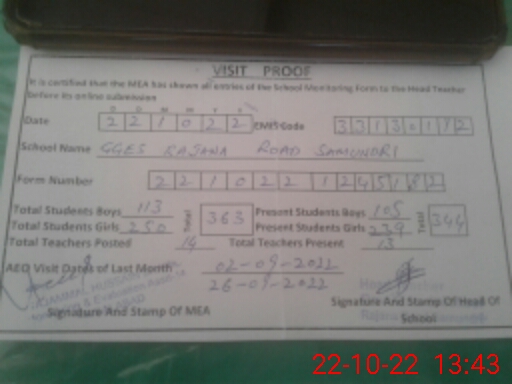 VISIT PROOF
It is certified that the MEA has shown all entries of the School Monitoring Form to the Head Teacher
before its online submission
D D M M Y Y
Date 2 2 1 0 2 2 EMIS Code 3 3 1 3 0 1 1 2
School Name GGES RAJANA ROAD SAMUNDRI
Form Number 2 2 1 0 2 2 1 2 4 5 1 8 2
Total Students Boys 113 Total 363 Present Students Boys 105 Total 344
Total Students Girls 250 Present Students Girls 239
Total Teachers Posted 14 Total Teachers Present 13
AEO Visit Dates of Last Month 02-09-2022
26-09-2022
Signature And Stamp Of MEA
Signature And Stamp Of Head Of
School
22-10-22 13:43